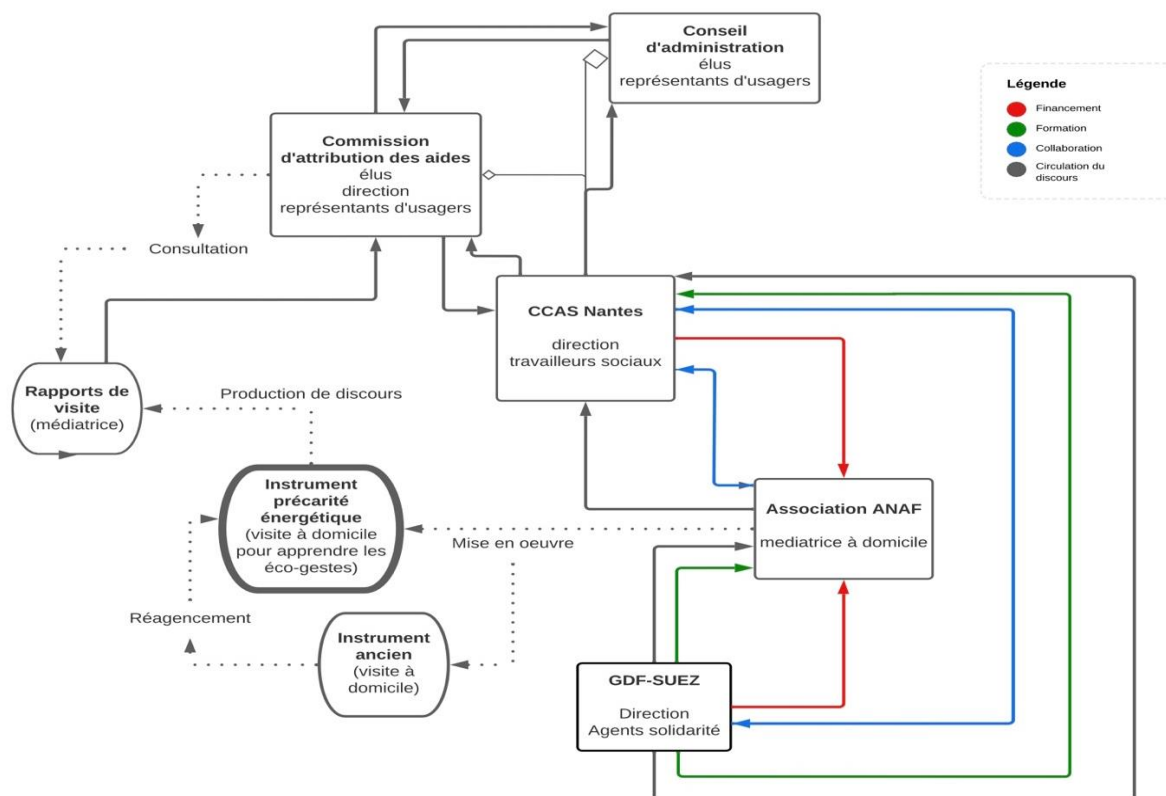 Conseil
d'administration
élus
représentants d'usagers
Légende
Financement
Formation
Collaboration
Circulation du
discours
Commission
d'attribution des aides
élus
direction
représentants d'usagers
Consultation
CCAS Nantes
direction
travailleurs sociaux
Rapports de
visite
(médiatrice)
Production de discours
Instrument
précarité
énergétique
(visite à domicile
pour apprendre les
éco-gestes)
Mise en oeuvre
Association ANAF
mediatrice à domicile
Réagencement
Instrument
ancien
(visite à
domicile)
GDF-SUEZ
Direction
Agents solidarité